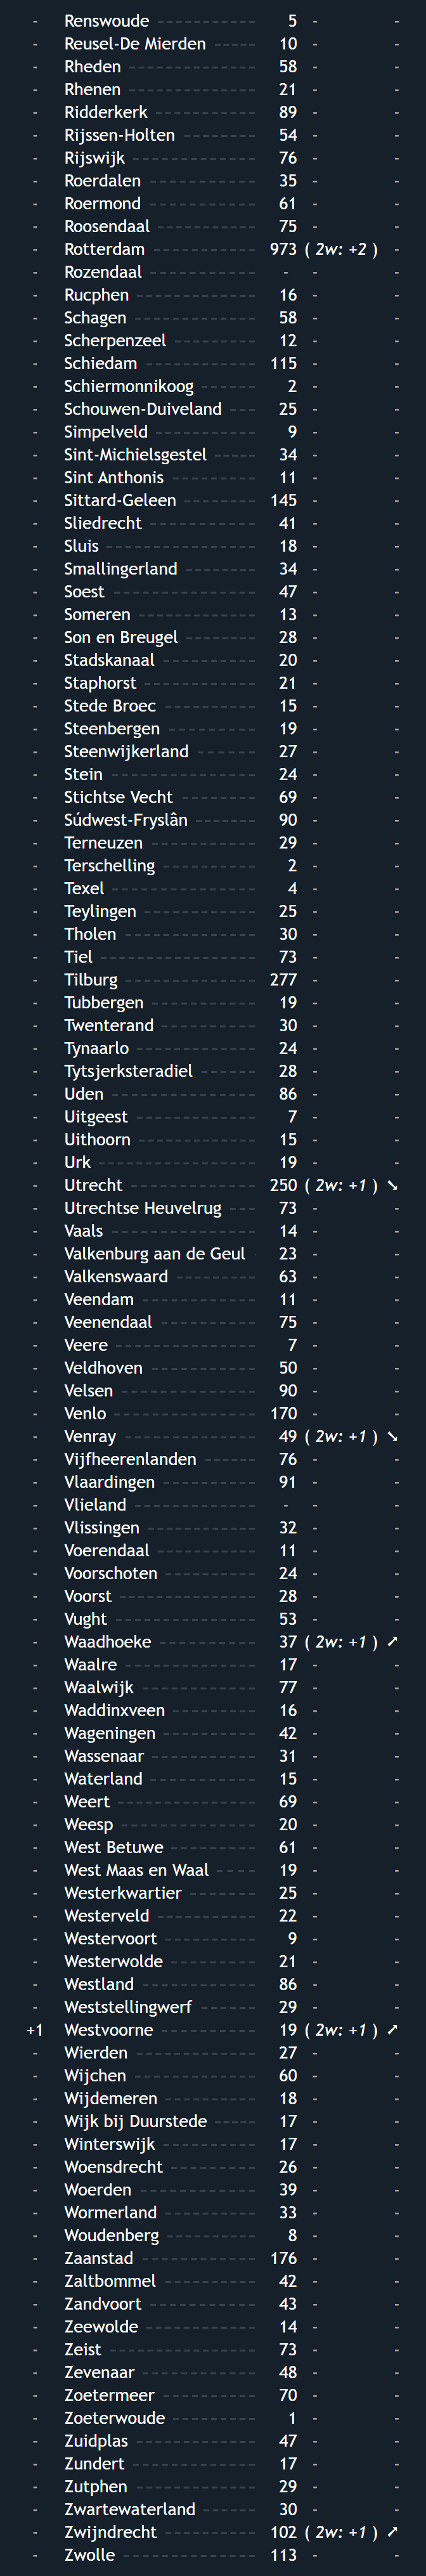 - Renswoude ----------- 5 - -
- Reusel-De Mierden ----- 10 - -
- Rheden -------------- 58 - -
- Rhenen -------------- 21 - -
- Ridderkerk ----------- 89 - -
- Rijssen-Holten -------- 54 - -
- Rijswijk ------------- 76 - -
- Roerdalen ----------- 35 - -
- Roermond ----------- 61 - -
- Roosendaal ---------- 75 - -
- Rotterdam ----------- 973 ( 2w: +2 ) -
- Rozendaal ----------- - - -
- Rucphen ------------ 16 - -
- Schagen ------------- 58 - -
- Scherpenzeel -------- 12 - -
- Schiedam ------------ 115 - -
- Schiermonnikoog ----- 2 - -
- Schouwen-Duiveland --- 25 - -
- Simpelveld ----------- 9 - -
- Sint-Michielsgestel ----- 34 - -
- Sint Anthonis --------- 11 - -
- Sittard-Geleen -------- 145 - -
- Sliedrecht ------------ 41 - -
- Sluis ---------------- 18 - -
- Smallingerland ------- 34 - -
- Soest --------------- 47 - -
- Someren ------------ 13 - -
- Son en Breugel ------- 28 - -
- Stadskanaal ---------- 20 - -
- Staphorst ------------ 21 - -
- Stede Broec ---------- 15 - -
- Steenbergen --------- 19 - -
- Steenwijkerland ------ 27 - -
- Stein ---------------- 24 - -
- Stichtse Vecht -------- 69 - -
- Súdwest-Fryslân ------ 90 - -
- Terneuzen ----------- 29 - -
- Terschelling ---------- 2 - -
- Texel --------------- 4 - -
- Teylingen ------------ 25 - -
- Tholen -------------- 30 - -
- Tiel ----------------- 73 - -
- Tilburg -------------- 277 - -
- Tubbergen ----------- 19 - -
- Twenterand ---------- 30 - -
- Tynaarlo ------------ 24 - -
- Tytsjerksteradiel ------ 28 - -
- Uden --------------- 86 - -
- Uitgeest ------------- 7 - -
- Uithoorn ------------ 15 - -
- Urk ----------------- 19 - -
- Utrecht ------------- 250 ( 2w: +1 ) ➘
- Utrechtse Heuvelrug --- 73 - -
- Vaals --------------- 14 - -
- Valkenburg aan de Geul - 23 - -
- Valkenswaard -------- 63 - -
- Veendam ------------ 11 - -
- Veenendaal ---------- 75 - -
- Veere --------------- 7 - -
- Veldhoven ----------- 50 - -
- Velsen -------------- 90 - -
- Venlo --------------- 170 - -
- Venray -------------- 49 ( 2w: +1 ) ➘
- Vijfheerenlanden ------ 76 - -
- Vlaardingen ---------- 91 - -
- Vlieland ------------- - - -
- Vlissingen ----------- 32 - -
- Voerendaal ---------- 11 - -
- Voorschoten --------- 24 - -
- Voorst -------------- 28 - -
- Vught --------------- 53 - -
- Waadhoeke ---------- 37 ( 2w: +1 ) ➚
- Waalre -------------- 17 - -
- Waalwijk ------------ 77 - -
- Waddinxveen -------- 16 - -
- Wageningen --------- 42 - -
- Wassenaar ----------- 31 - -
- Waterland ----------- 15 - -
- Weert --------------- 69 - -
- Weesp -------------- 20 - -
- West Betuwe --------- 61 - -
- West Maas en Waal ---- 19 - -
- Westerkwartier ------- 25 - -
- Westerveld ---------- 22 - -
- Westervoort --------- 9 - -
- Westerwolde --------- 21 - -
- Westland ------------ 86 - -
- Weststellingwerf ------ 29 - -
+1 Westvoorne ---------- 19 ( 2w: +1 ) ➚
- Wierden ------------- 27 - -
- Wijchen ------------- 60 - -
- Wijdemeren --------- 18 - -
- Wijk bij Duurstede ----- 17 - -
- Winterswijk ---------- 17 - -
- Woensdrecht --------- 26 - -
- Woerden ------------ 39 - -
- Wormerland --------- 33 - -
- Woudenberg --------- 8 - -
- Zaanstad ------------ 176 - -
- Zaltbommel ---------- 42 - -
- Zandvoort ----------- 43 - -
- Zeewolde ----------- 14 - -
- Zeist ---------------- 73 - -
- Zevenaar ------------ 48 - -
- Zoetermeer ---------- 70 - -
- Zoeterwoude -------- 1 - -
- Zuidplas ------------- 47 - -
- Zundert ------------- 17 - -
- Zutphen ------------ 29 - -
- Zwartewaterland ------ 30 - -
- Zwijndrecht ---------- 102 ( 2w: +1 ) ➚
- Zwolle -------------- 113 - -